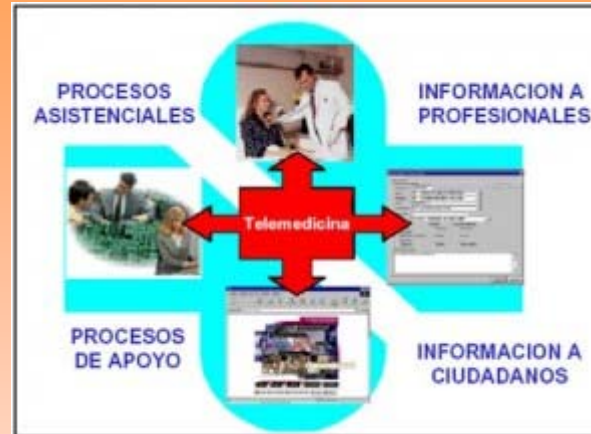 PROCESOS
ASISTENCIALES
INFORMACION A
PROFESIONALES
Telemedicina
PROCESOS
DE APOYO
INFORMACION A
CIUDADANOS